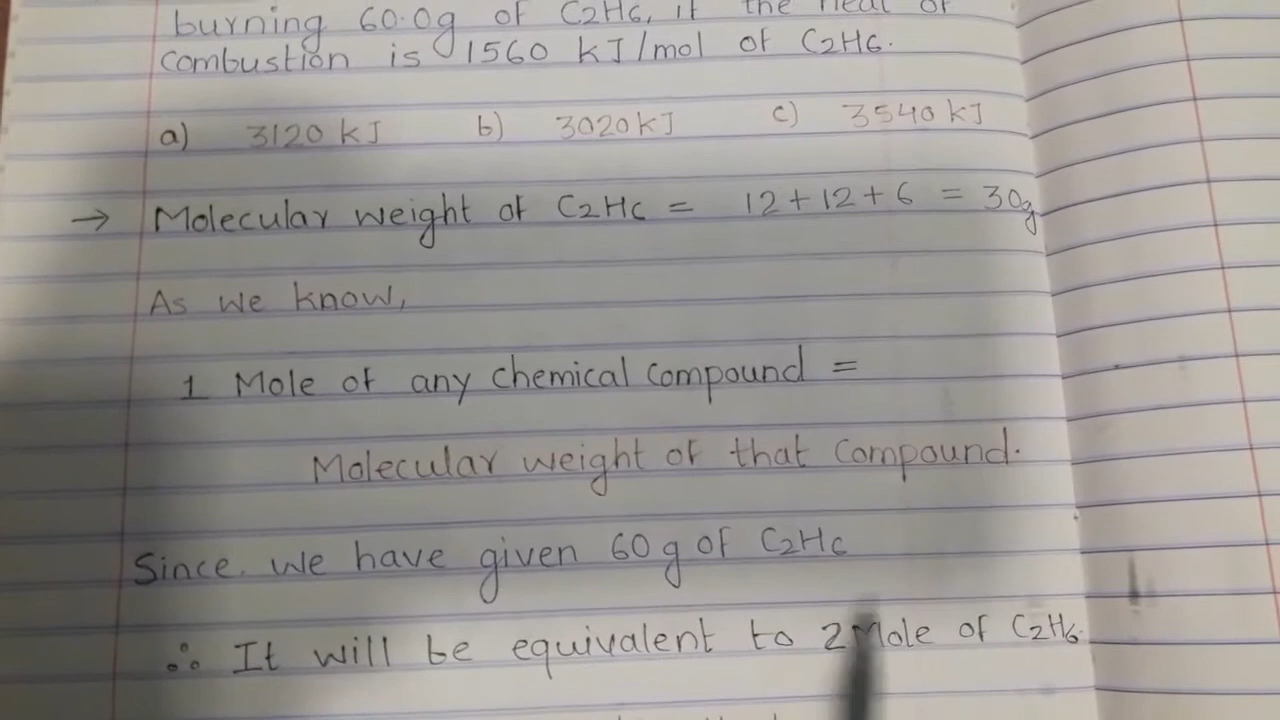 burning 60.0g of C2H6, if the heat of
combustion is 1560 kJ/mol of C2H6.
a) 3120 kJ b) 3020 kJ c) 3540 kJ
→ Molecular weight of C2H6 = 12+12+6 = 30g
As we know,
1 Mole of any chemical compound =
Molecular weight of that compound.
Since we have given 60g of C2H6
∴ It will be equivalent to 2 Mole of C2H6.